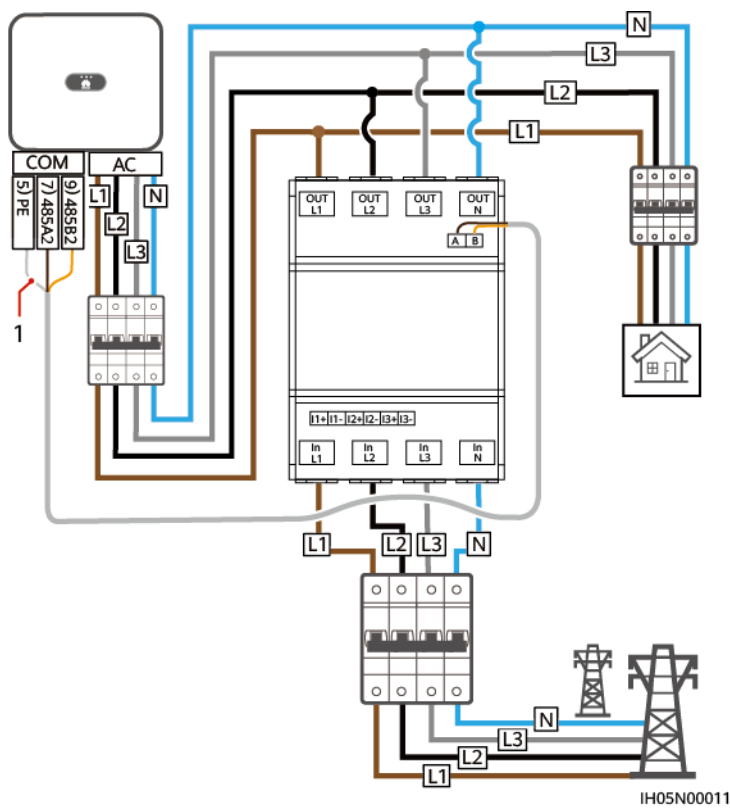 N
L3
L2
L1
COM
AC
5) PE
7) 485A2
9) 485B2
L1
L2
L3
N
1
OUT L1
OUT L2
OUT L3
OUT N
A B
I1+ I1- I2+ I2- I3+ I3-
In L1
In L2
In L3
In N
L1
L2
L3
N
N
L3
L2
L1
IH05N00011